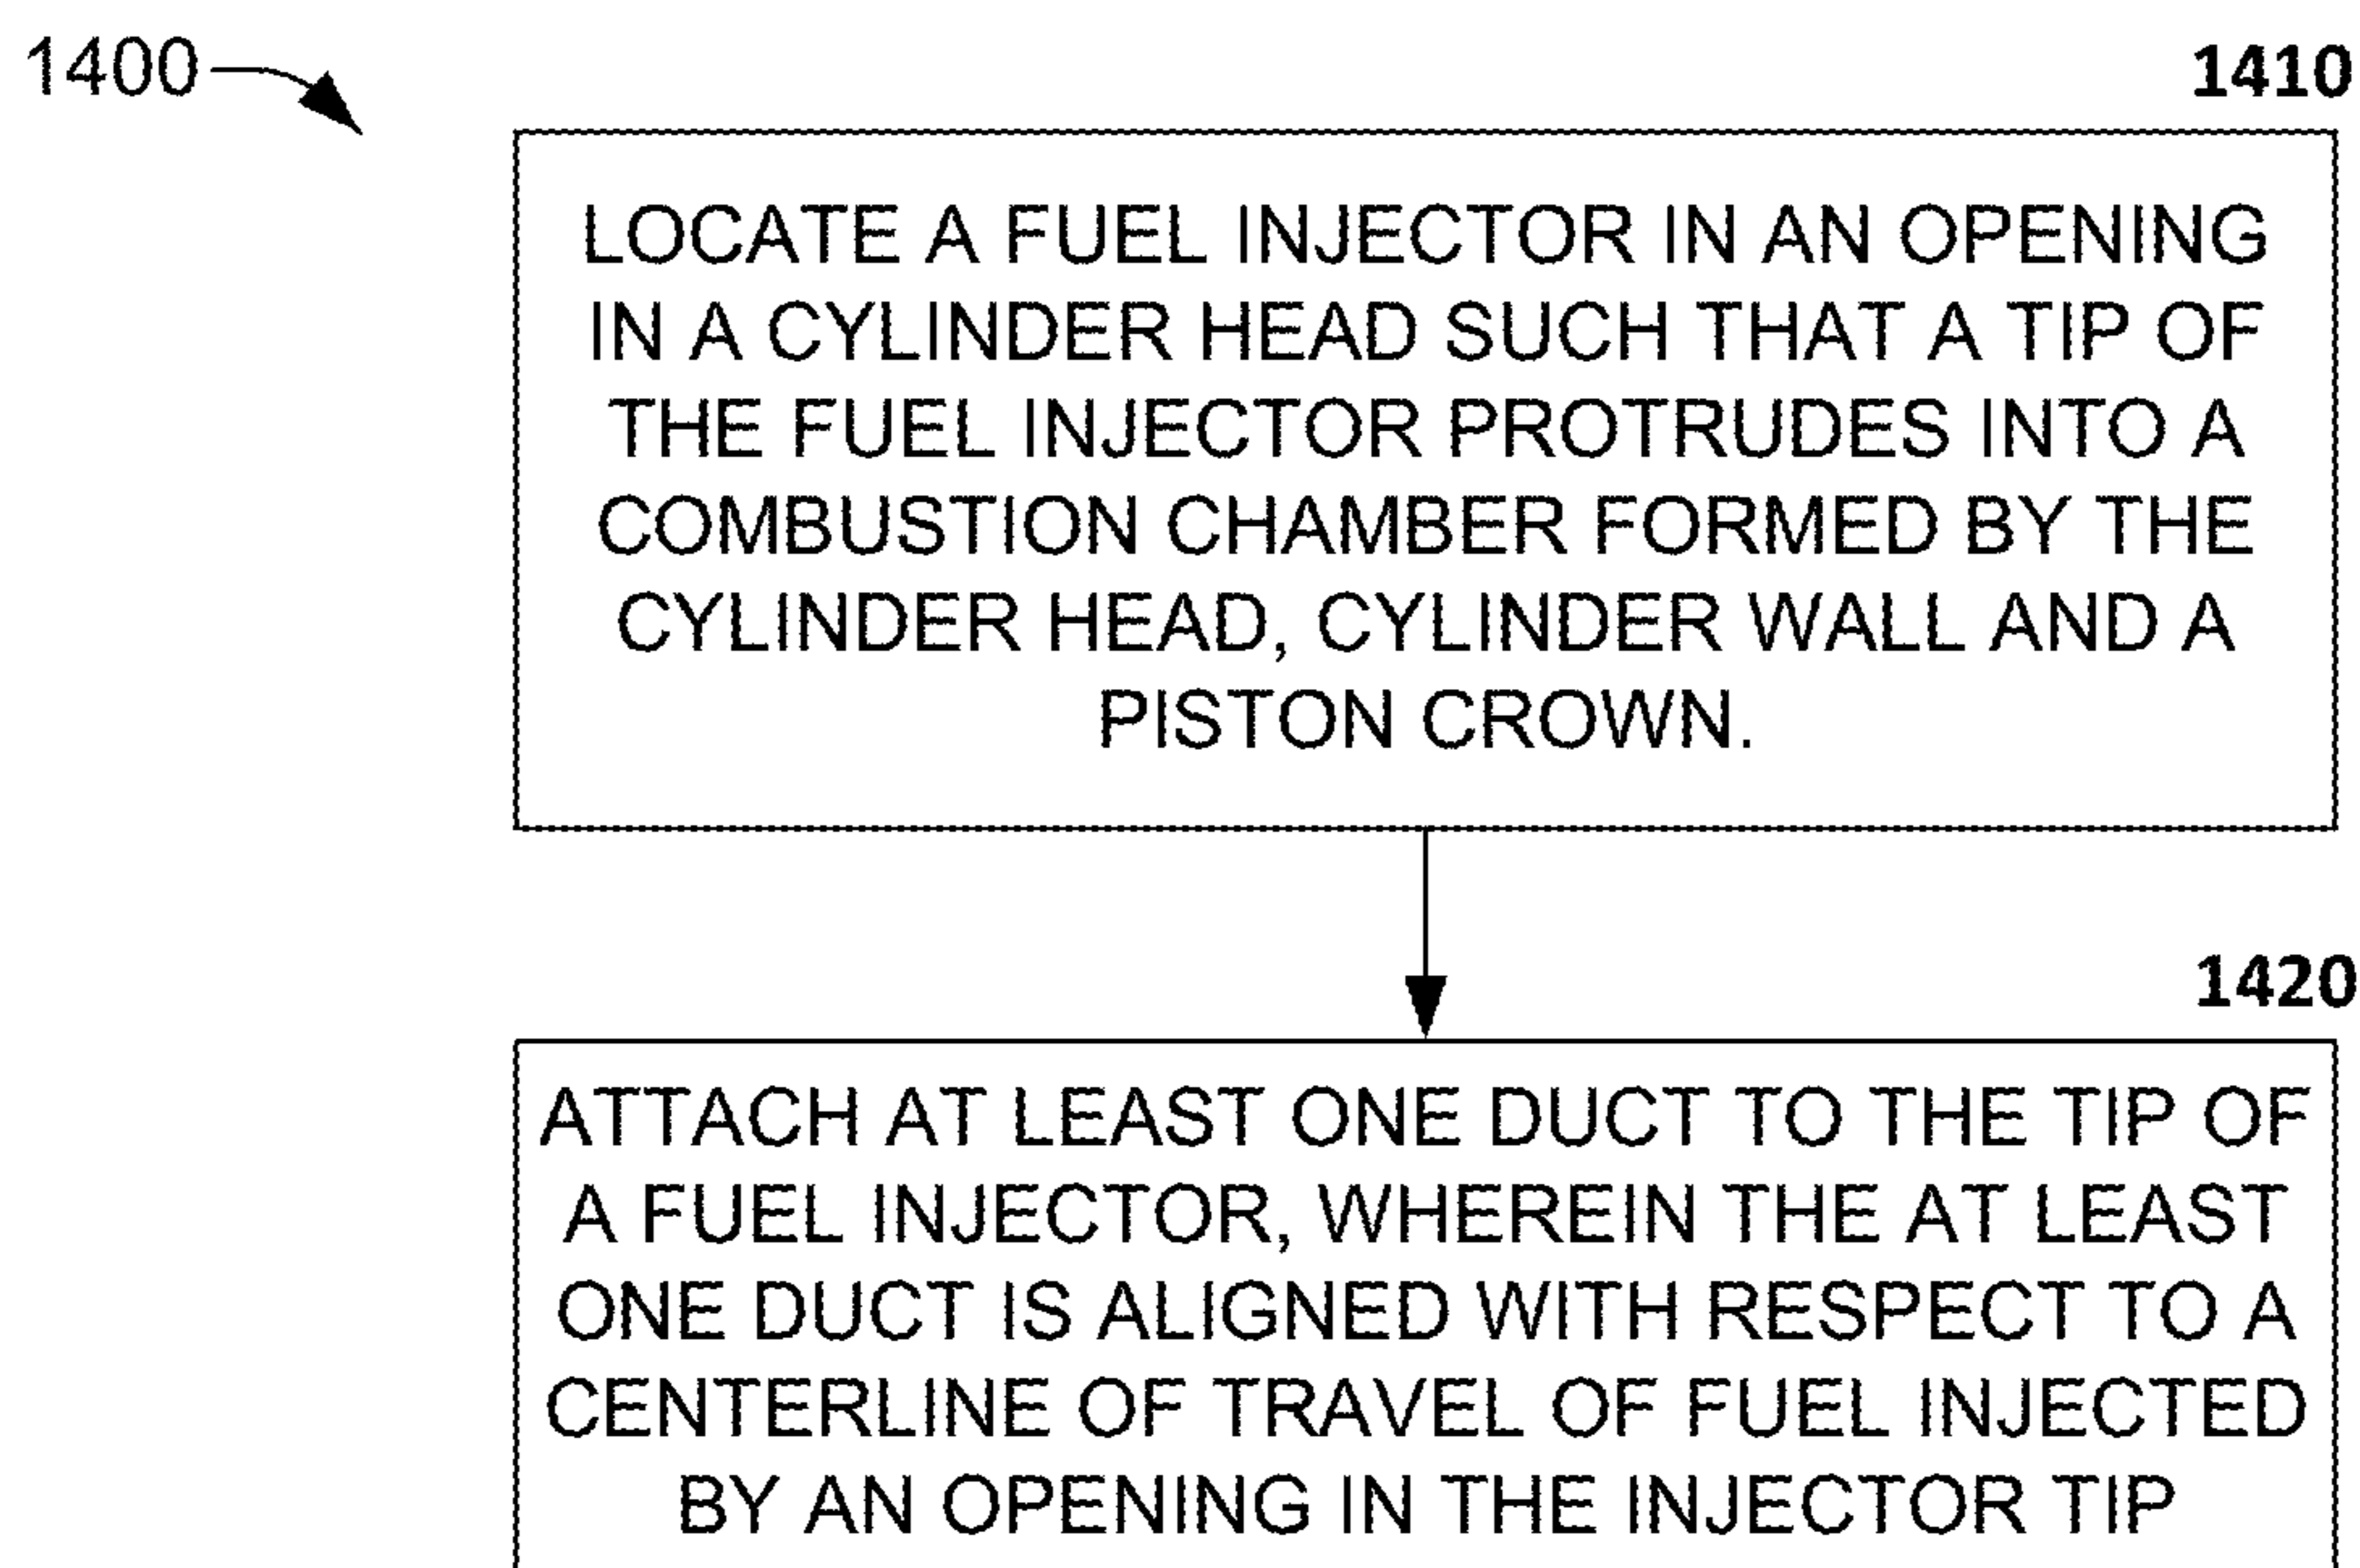 1400
1410
LOCATE A FUEL INJECTOR IN AN OPENING
IN A CYLINDER HEAD SUCH THAT A TIP OF
THE FUEL INJECTOR PROTRUDES INTO A
COMBUSTION CHAMBER FORMED BY THE
CYLINDER HEAD, CYLINDER WALL AND A
PISTON CROWN.
1420
ATTACH AT LEAST ONE DUCT TO THE TIP OF
A FUEL INJECTOR, WHEREIN THE AT LEAST
ONE DUCT IS ALIGNED WITH RESPECT TO A
CENTERLINE OF TRAVEL OF FUEL INJECTED
BY AN OPENING IN THE INJECTOR TIP